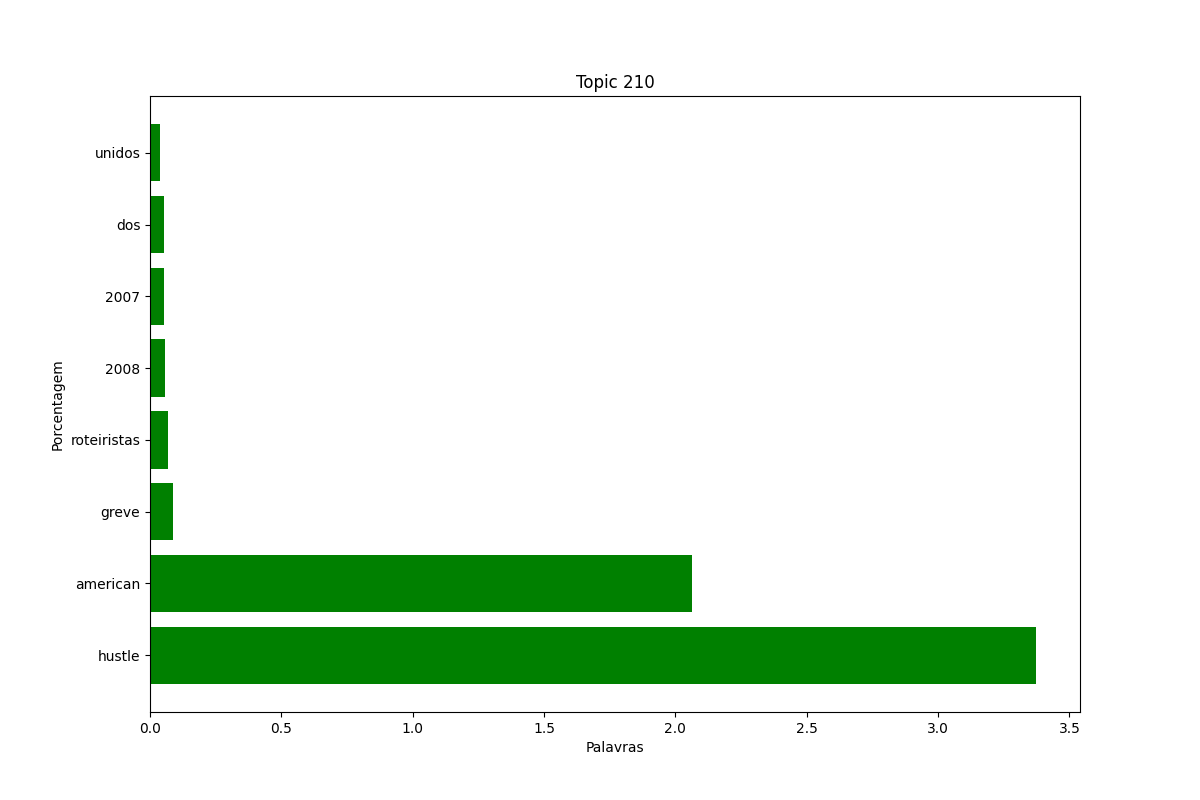 Topic 210
unidos
dos
2007
2008
roteiristas
greve
american
hustle
Porcentagem
0.0 0.5 1.0 1.5 2.0 2.5 3.0 3.5
Palavras